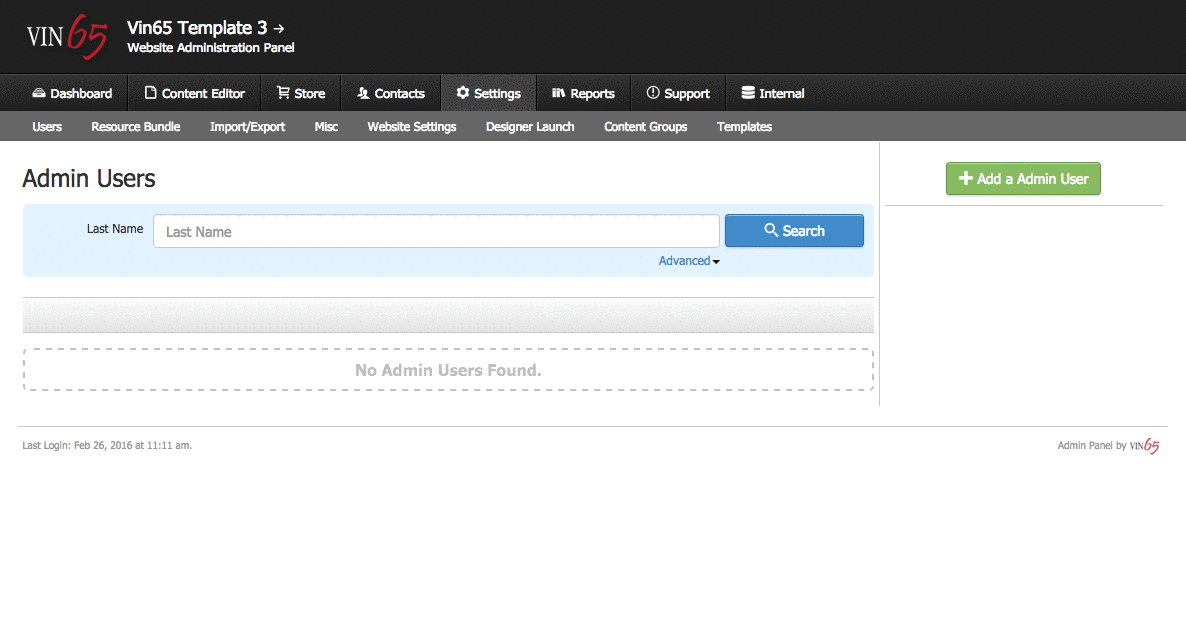 VIN65
Vin65 Template 3 →
Website Administration Panel
Dashboard Content Editor Store Contacts Settings Reports Support Internal
Users Resource Bundle Import/Export Misc Website Settings Designer Launch Content Groups Templates
Admin Users
Add a Admin User
Last Name Last Name Search
Advanced
No Admin Users Found.
Last Login: Feb 26, 2016 at 11:11 am.
Admin Panel by VIN65